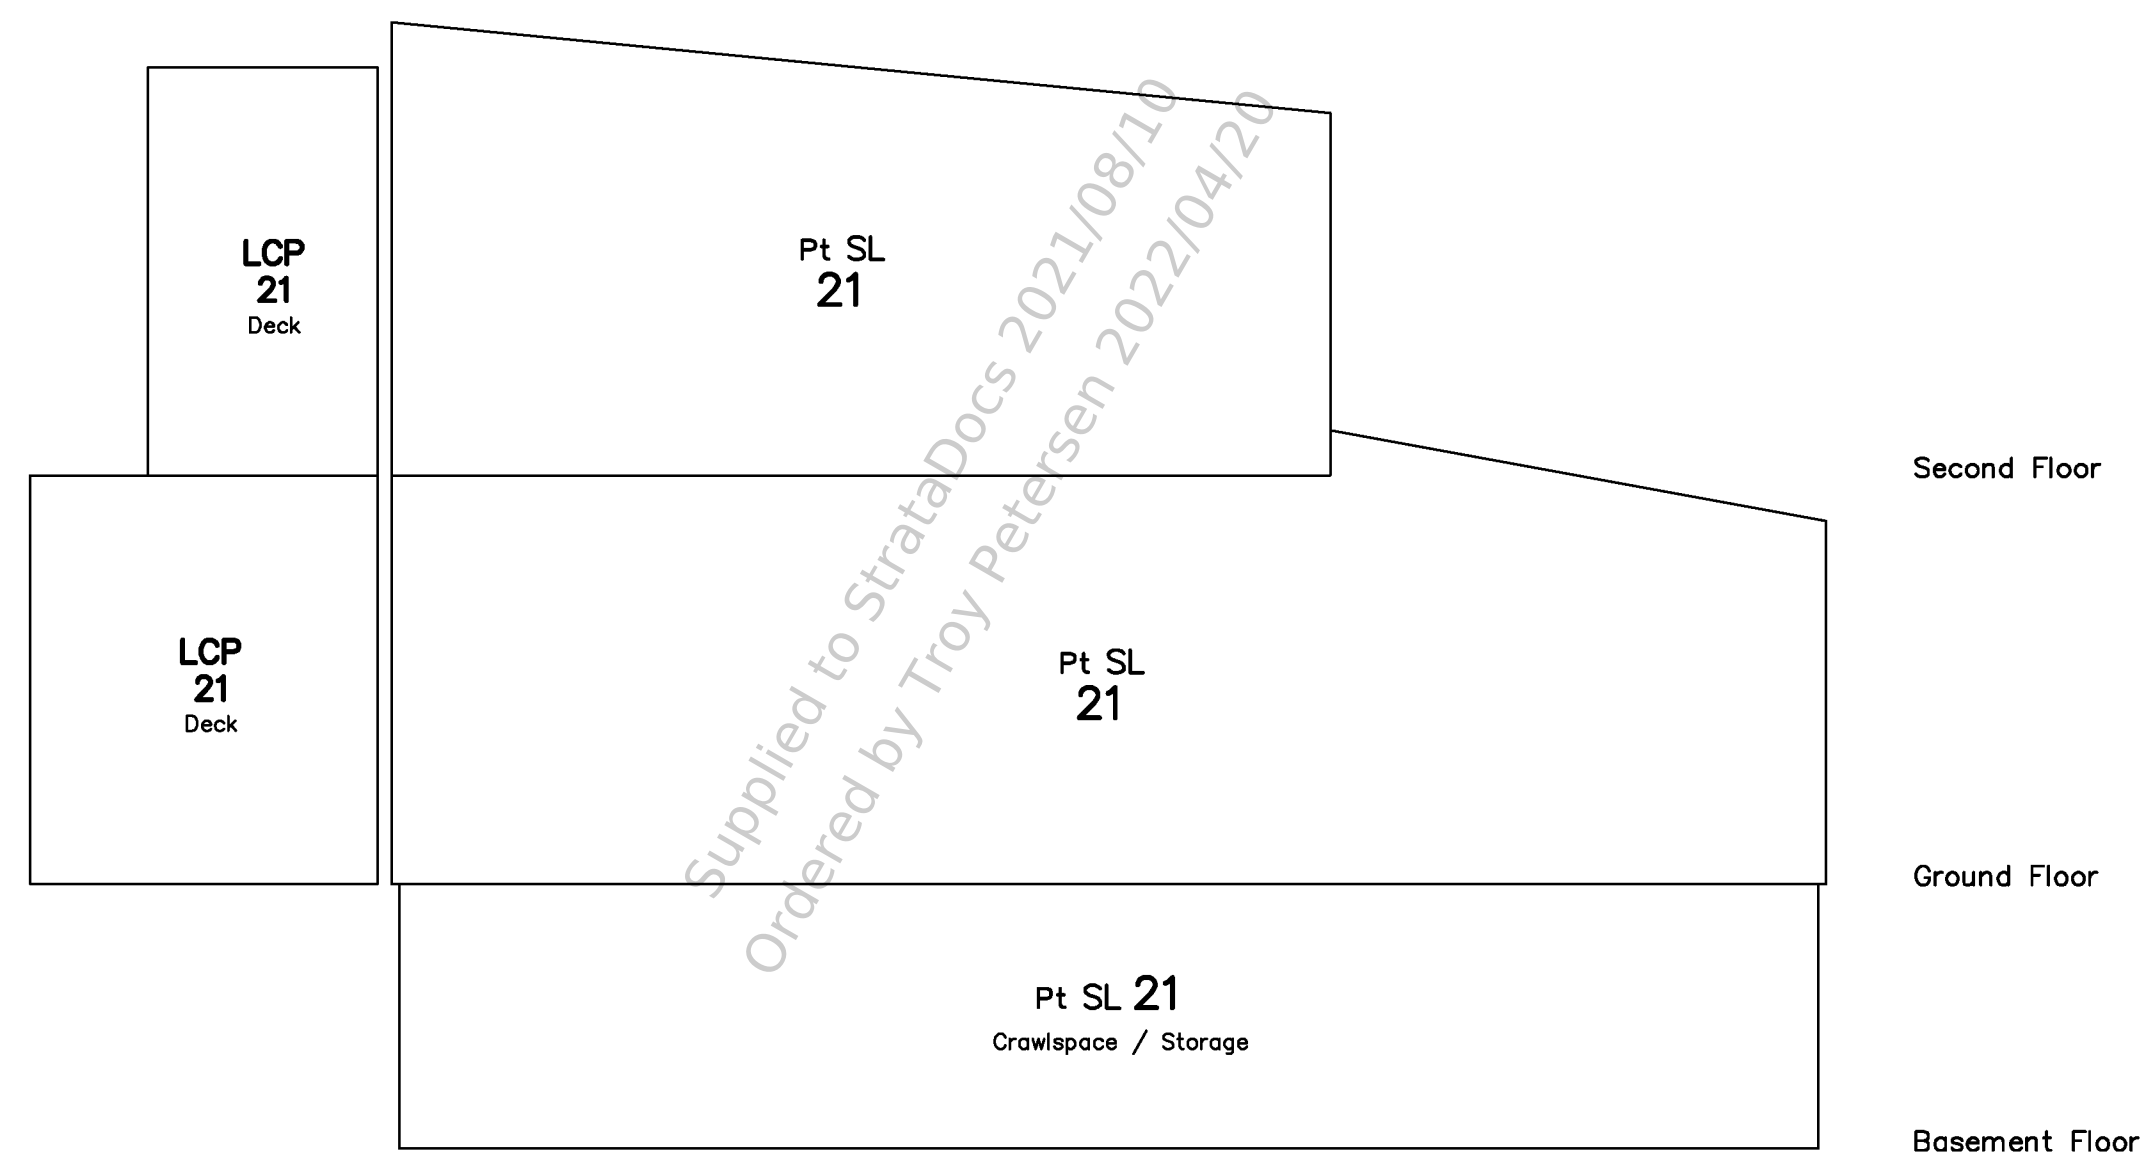 LCP
21
Deck
Pt SL
21
Second Floor
LCP
21
Deck
Pt SL
21
Ground Floor
Pt SL 21
Crawlspace / Storage
Basement Floor
Supplied to StrataDocs 2021/08/10
Ordered by Troy Petersen 2022/04/20